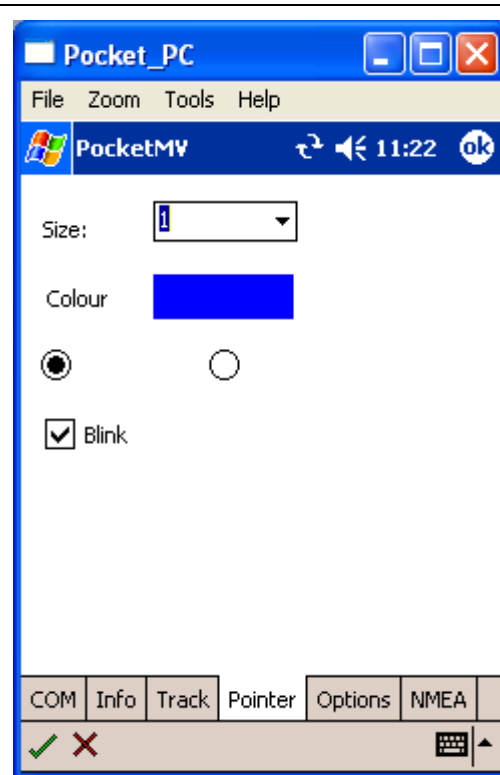 Pocket_PC
File Zoom Tools Help
PocketMV 11:22 ok
Size: 1
Colour
Blink
COM Info Track Pointer Options NMEA